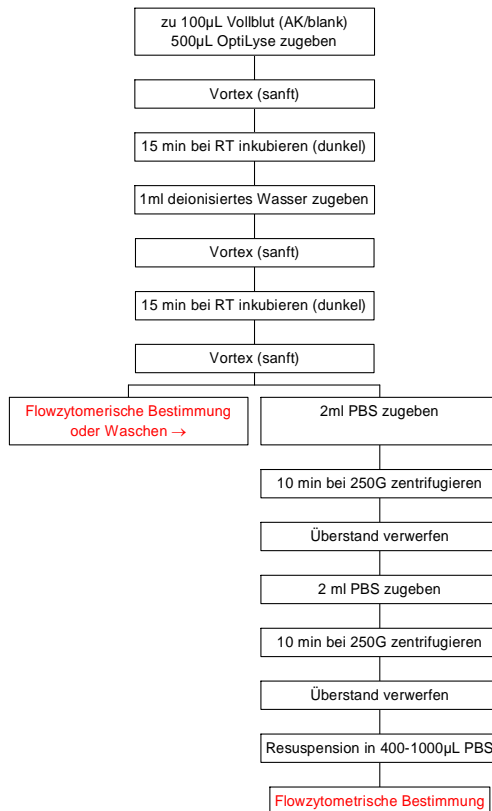 zu 100µL Vollblut (AK/blank)
500µL OptiLyse zugeben
Vortex (sanft)
15 min bei RT inkubieren (dunkel)
1ml deionisiertes Wasser zugeben
Vortex (sanft)
15 min bei RT inkubieren (dunkel)
Vortex (sanft)
Flowzytomerische Bestimmung
oder Waschen →
2ml PBS zugeben
10 min bei 250G zentrifugieren
Überstand verwerfen
2 ml PBS zugeben
10 min bei 250G zentrifugieren
Überstand verwerfen
Resuspension in 400-1000µL PBS
Flowzytometrische Bestimmung